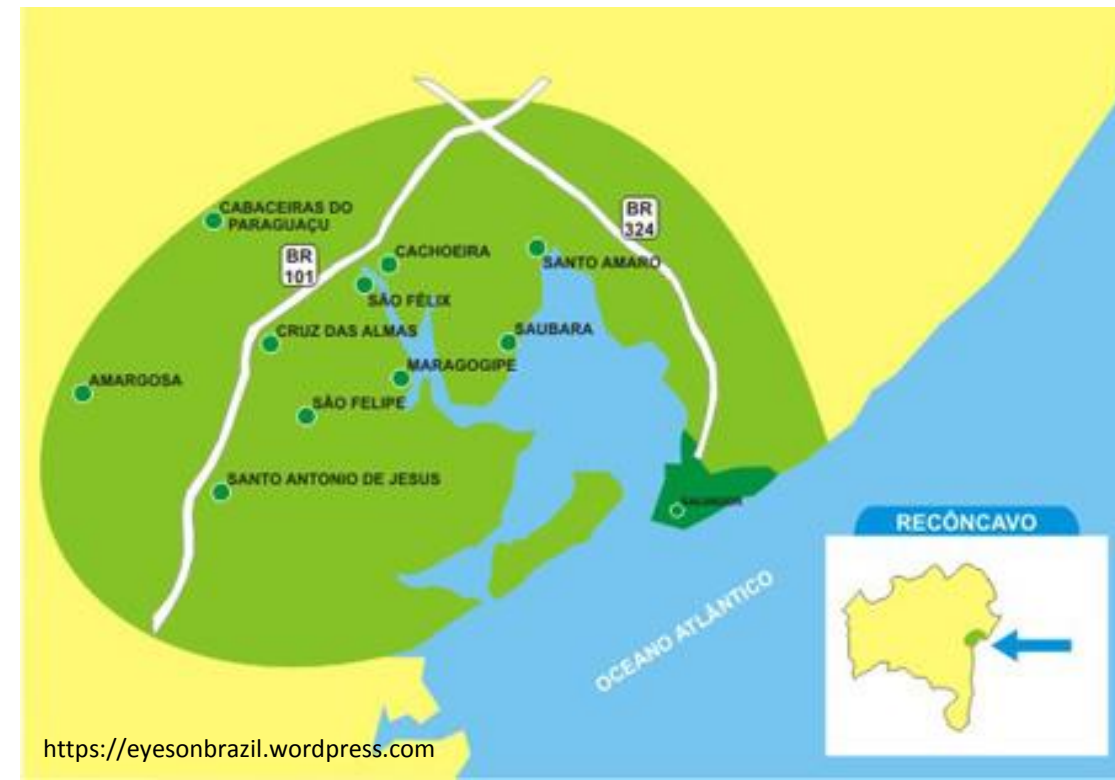 CABACEIRAS DO
PARAGUAÇU
BR
324
BR
101
CACHOEIRA
SANTO AMARO
SÃO FÉLIX
CRUZ DAS ALMAS
SAUBARA
MARAGOGIPE
AMARGOSA
SÃO FELIPE
SANTO ANTONIO DE JESUS
SALVADOR
RECÔNCAVO
OCEANO ATLÂNTICO
https://eyesonbrazil.wordpress.com